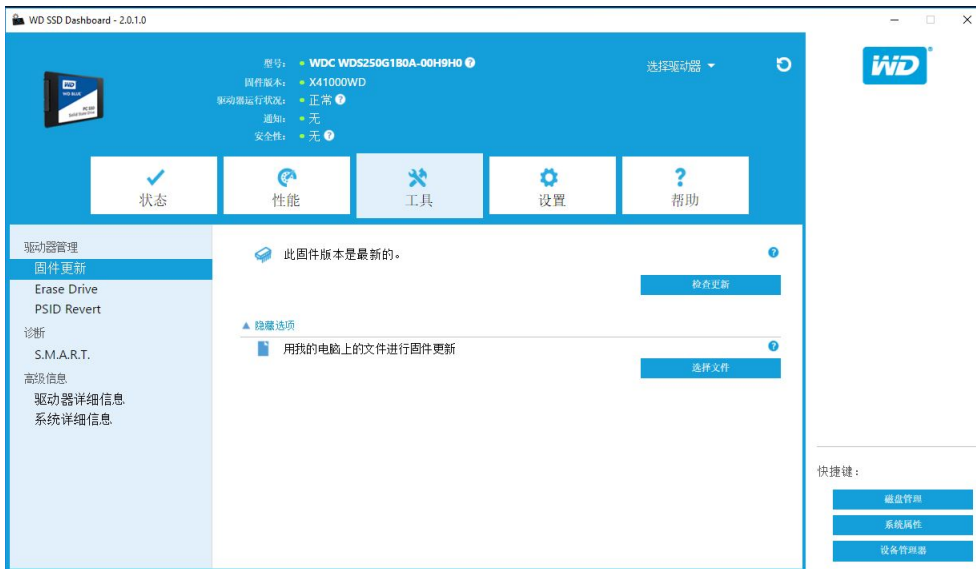 WD SSD Dashboard - 2.0.1.0
型号: WDC WDS250G1B0A-00H9H0
固件版本: X41000WD
驱动器运行状况: 正常
通知: 无
安全性: 无
选择驱动器
WD
状态
性能
工具
设置
帮助
驱动器管理
固件更新
Erase Drive
PSID Revert
诊断
S.M.A.R.T.
高级信息
驱动器详细信息
系统详细信息
此固件版本是最新的。
检查更新
隐藏选项
用我的电脑上的文件进行固件更新
选择文件
快捷键:
磁盘管理
系统属性
设备管理器